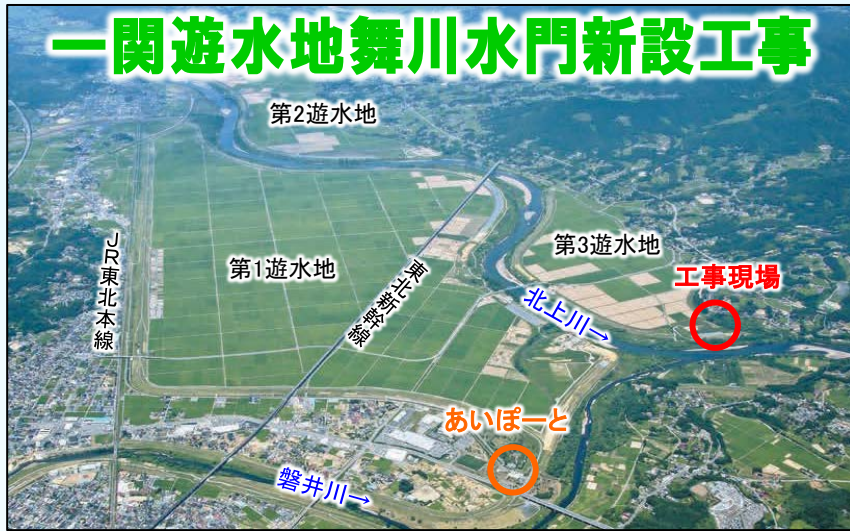 一関遊水地舞川水門新設工事
第2遊水地
第1遊水地
第3遊水地
JR東北本線
東北新幹線
北上川→
工事現場
あいぽーと
磐井川→